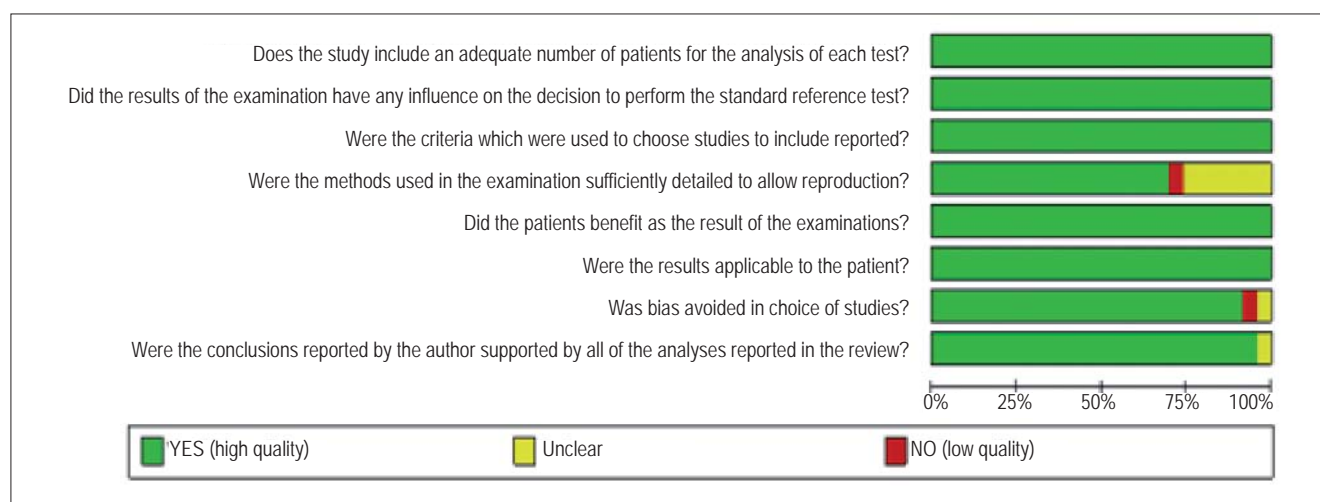 Does the study include an adequate number of patients for the analysis of each test?
Did the results of the examination have any influence on the decision to perform the standard reference test?
Were the criteria which were used to choose studies to include reported?
Were the methods used in the examination sufficiently detailed to allow reproduction?
Did the patients benefit as the result of the examinations?
Were the results applicable to the patient?
Was bias avoided in choice of studies?
Were the conclusions reported by the author supported by all of the analyses reported in the review?
0% 25% 50% 75% 100%
YES (high quality) Unclear NO (low quality)